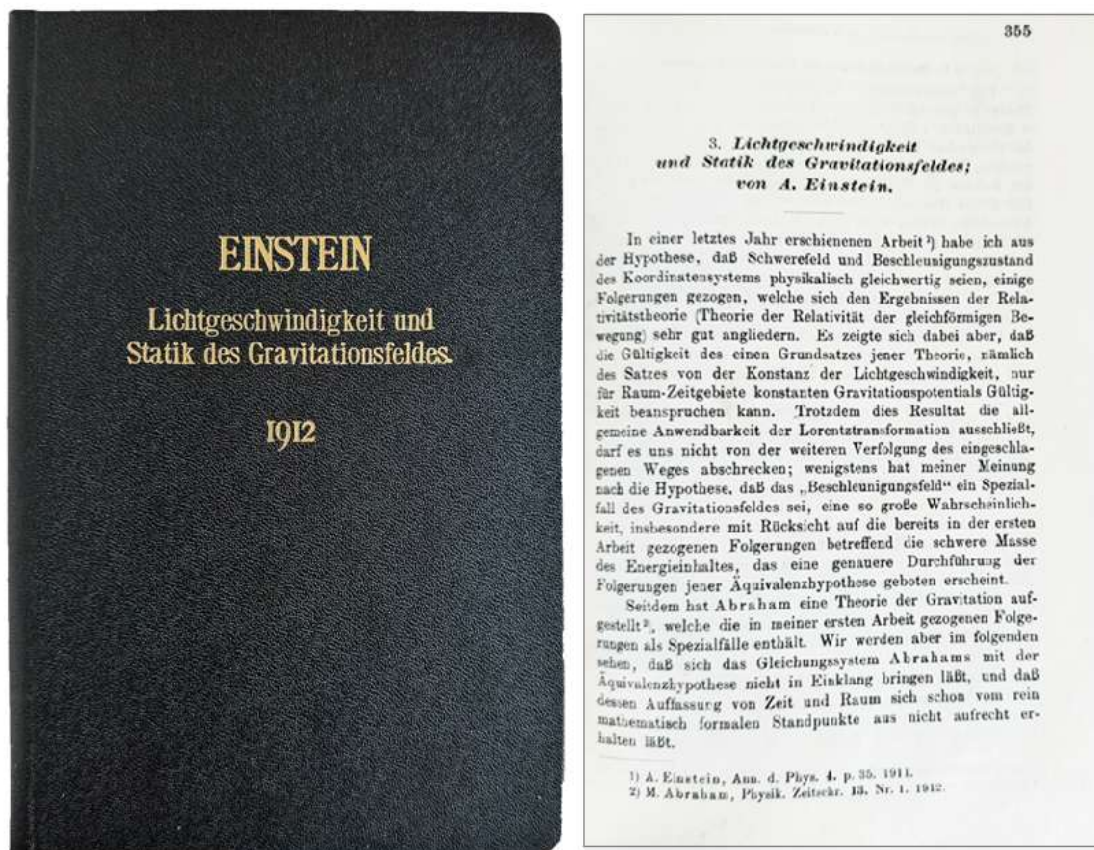 EINSTEIN
Lichtgeschwindigkeit und
Statik des Gravitationsfeldes.
1912
355
3. Lichtgeschwindigkeit
und Statik des Gravitationsfeldes;
von A. Einstein.
In einer letztes Jahr erschienenen Arbeit¹) habe ich aus
der Hypothese, daß Schwerefeld und Beschleunigungszustand
des Koordinatensystems physikalisch gleichwertig seien, einige
Folgerungen gezogen, welche sich den Ergebnissen der Rela-
tivitätstheorie (Theorie der Relativität der gleichförmigen Be-
wegung) sehr gut angliedern. Es zeigte sich dabei aber, daß
die Gültigkeit des einen Grundsatzes jener Theorie, nämlich
des Satzes von der Konstanz der Lichtgeschwindigkeit, nur
für Raum-Zeitgebiete konstanten Gravitationspotentials Gültig-
keit beanspruchen kann. Trotzdem dies Resultat die all-
gemeine Anwendbarkeit der Lorentztransformation ausschließt,
darf es uns nicht von der weiteren Verfolgung des eingeschla-
genen Weges abschrecken; wenigstens hat meiner Meinung
nach die Hypothese, daß das „Beschleunigungsfeld“ ein Spezial-
fall des Gravitationsfeldes sei, eine so große Wahrscheinlich-
keit, insbesondere mit Rücksicht auf die bereits in der ersten
Arbeit gezogenen Folgerungen betreffend die schwere Masse
des Energieinhaltes, das eine genauere Durchführung der
Folgerungen jener Äquivalenzhypothese geboten erscheint.
Seitdem hat Abraham eine Theorie der Gravitation auf-
gestellt²), welche die in meiner ersten Arbeit gezogenen Folge-
rungen als Spezialfälle enthält. Wir werden aber im folgenden
sehen, daß sich das Gleichungssystem Abrahams mit der
Äquivalenzhypothese nicht in Einklang bringen läßt, und daß
dessen Auffassung von Zeit und Raum sich schon vom rein
mathematisch formalen Standpunkte aus nicht aufrecht er-
halten läßt.
1) A. Einstein, Ann. d. Phys. 4. p. 35. 1911.
2) M. Abraham, Physik. Zeitschr. 13. Nr. 1. 1912.